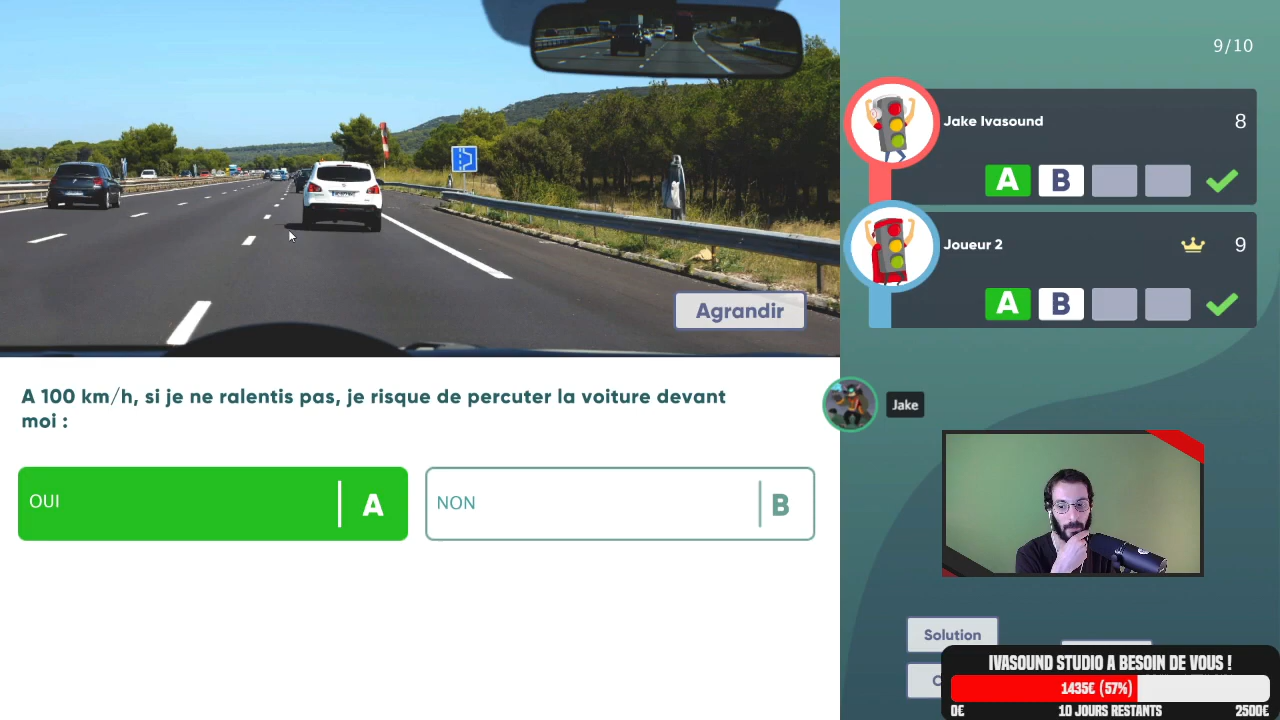 9/10
Jake Ivasound 8
A B
Joueur 2 9
A B
Agrandir
A 100 km/h, si je ne ralentis pas, je risque de percuter la voiture devant
moi :
Jake
OUI A
NON B
Solution
IVASOUND STUDIO A BESOIN DE VOUS !
1435€ (57%)
0€ 10 JOURS RESTANTS 2500€